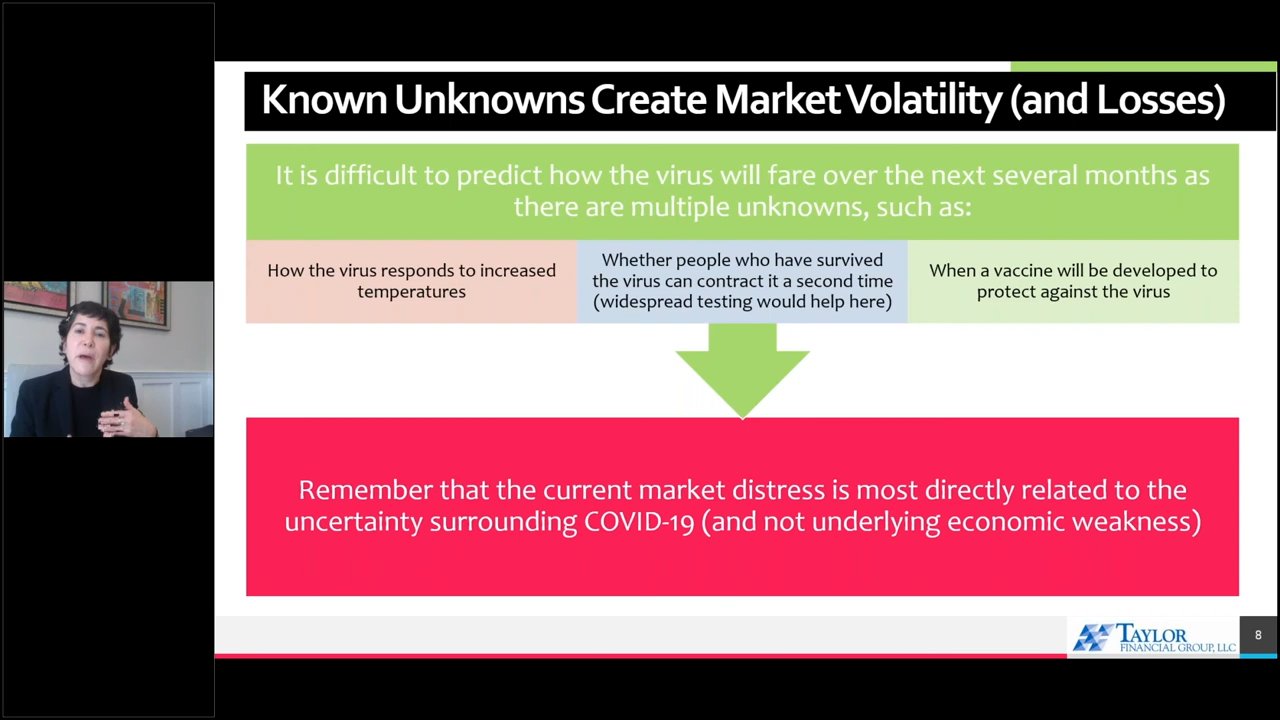 Known Unknowns Create Market Volatility (and Losses)
It is difficult to predict how the virus will fare over the next several months as
there are multiple unknowns, such as:
How the virus responds to increased
temperatures
Whether people who have survived
the virus can contract it a second time
(widespread testing would help here)
When a vaccine will be developed to
protect against the virus
Remember that the current market distress is most directly related to the
uncertainty surrounding COVID-19 (and not underlying economic weakness)
TAYLOR
FINANCIAL GROUP, LLC
8